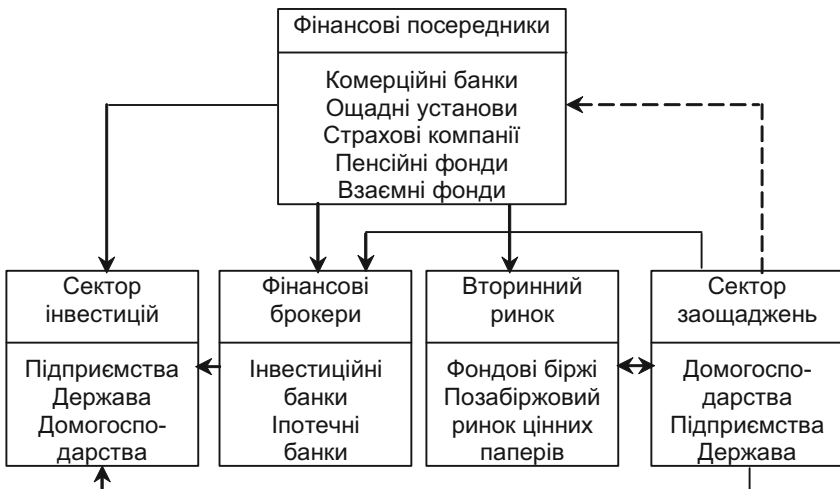 Фінансові посередники
Комерційні банки
Ощадні установи
Страхові компанії
Пенсійні фонди
Взаємні фонди
Сектор
інвестицій
Підприємства
Держава
Домогоспо-
дарства
Фінансові
брокери
Інвестиційні
банки
Іпотечні
банки
Вторинний
ринок
Фондові біржі
Позабіржовий
ринок цінних
паперів
Сектор
заощаджень
Домогоспо-
дарства
Підприємства
Держава